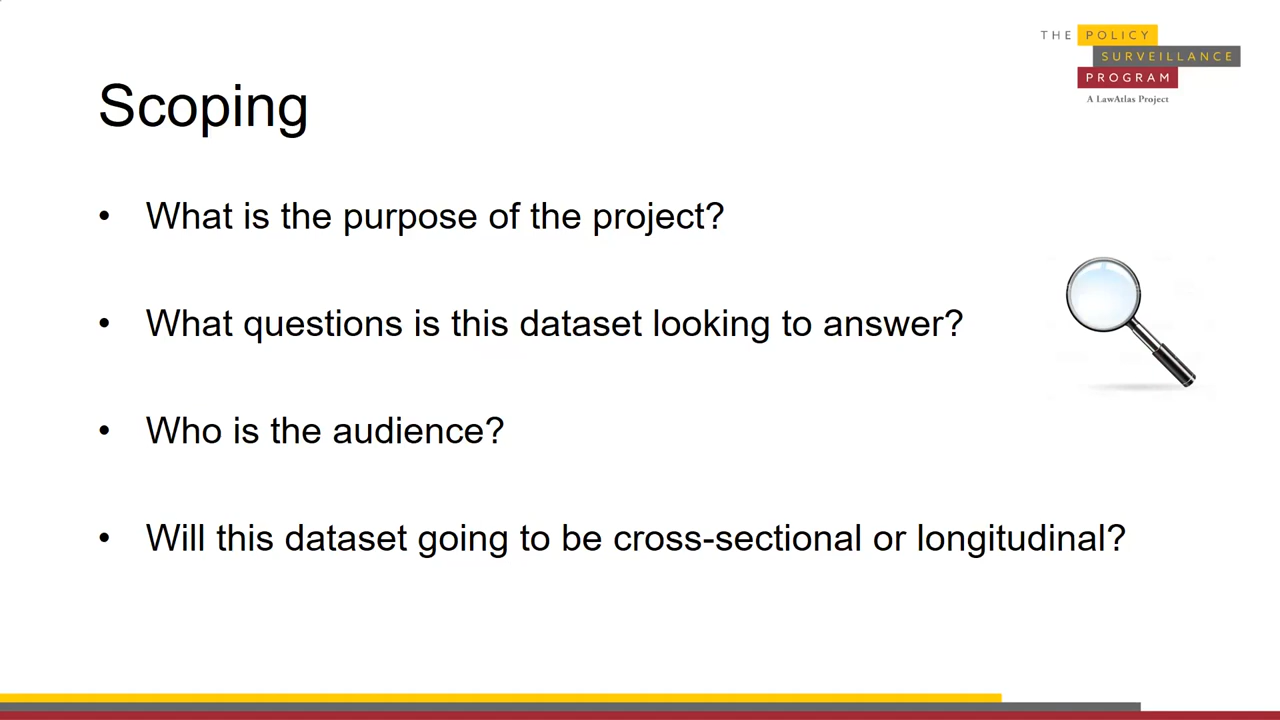 THE POLICY
SURVEILLANCE
PROGRAM
A LawAtlas Project
Scoping
• What is the purpose of the project?
• What questions is this dataset looking to answer?
• Who is the audience?
• Will this dataset going to be cross-sectional or longitudinal?